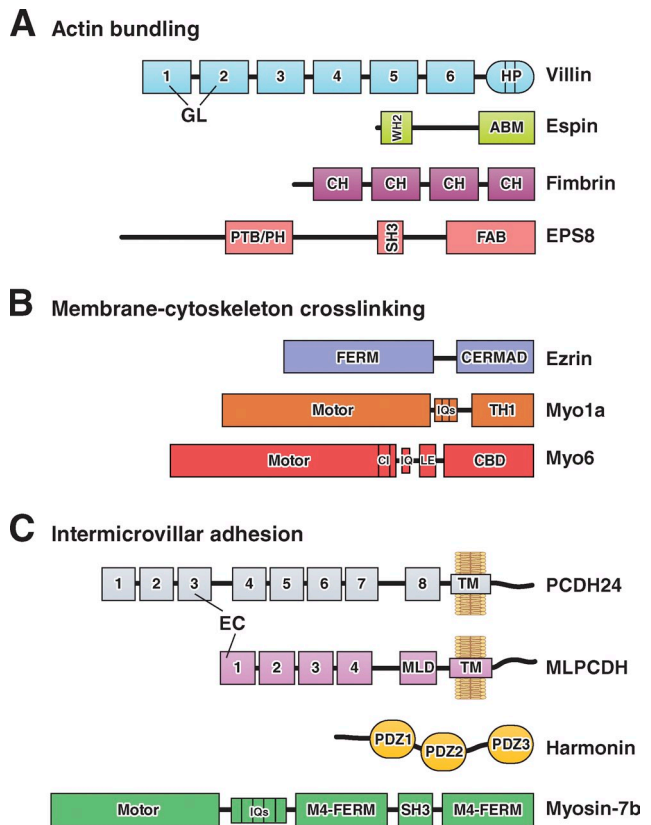 A Actin bundling
1 2 3 4 5 6 HP Villin
GL
WH2 ABM Espin
CH CH CH CH Fimbrin
PTB/PH SH3 FAB EPS8
B Membrane-cytoskeleton crosslinking
FERM CERMAD Ezrin
Motor IQs TH1 Myo1a
Motor CI IQ LE CBD Myo6
C Intermicrovillar adhesion
1 2 3 4 5 6 7 8 TM PCDH24
EC
1 2 3 4 MLD TM MLPCDH
PDZ1 PDZ2 PDZ3 Harmonin
Motor IQs M4-FERM SH3 M4-FERM Myosin-7b